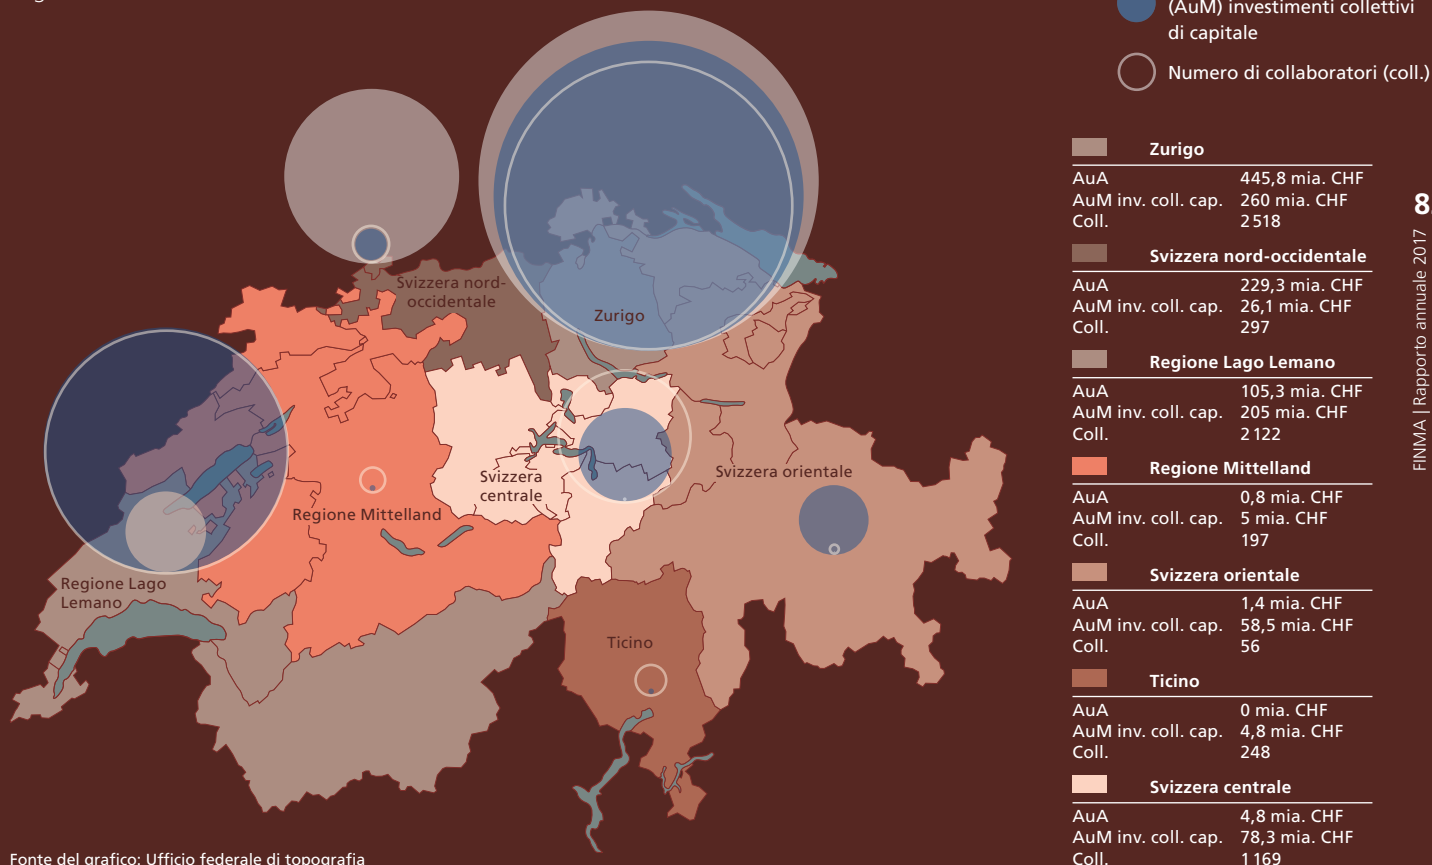 (AuM) investimenti collettivi
di capitale
Numero di collaboratori (coll.)
Svizzera nord-
occidentale
Zurigo
Svizzera
centrale
Svizzera orientale
Regione Mittelland
Regione Lago
Lemano
Ticino
Zurigo
AuA 445,8 mia. CHF
AuM inv. coll. cap. 260 mia. CHF
Coll. 2 518
Svizzera nord-occidentale
AuA 229,3 mia. CHF
AuM inv. coll. cap. 26,1 mia. CHF
Coll. 297
Regione Lago Lemano
AuA 105,3 mia. CHF
AuM inv. coll. cap. 205 mia. CHF
Coll. 2 122
Regione Mittelland
AuA 0,8 mia. CHF
AuM inv. coll. cap. 5 mia. CHF
Coll. 197
Svizzera orientale
AuA 1,4 mia. CHF
AuM inv. coll. cap. 58,5 mia. CHF
Coll. 56
Ticino
AuA 0 mia. CHF
AuM inv. coll. cap. 4,8 mia. CHF
Coll. 248
Svizzera centrale
AuA 4,8 mia. CHF
AuM inv. coll. cap. 78,3 mia. CHF
Coll. 1 169
FINMA | Rapporto annuale 2017
Fonte del grafico: Ufficio federale di topografia